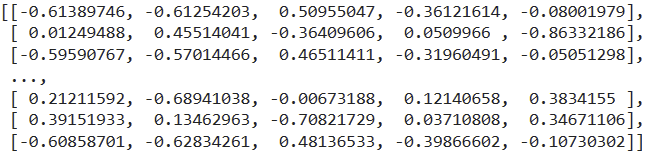 [[-0.61389746, -0.61254203, 0.50955047, -0.36121614, -0.08001979],
[ 0.01249488, 0.45514041, -0.36409606, 0.0509966 , -0.86332186],
[-0.59590767, -0.57014466, 0.46511411, -0.31960491, -0.05051298],
...,
[ 0.21211592, -0.68941038, -0.00673188, 0.12140658, 0.3834155 ],
[ 0.39151933, 0.13462963, -0.70821729, 0.03710808, 0.34671106],
[-0.60858701, -0.62834261, 0.48136533, -0.39866602, -0.10730302]]